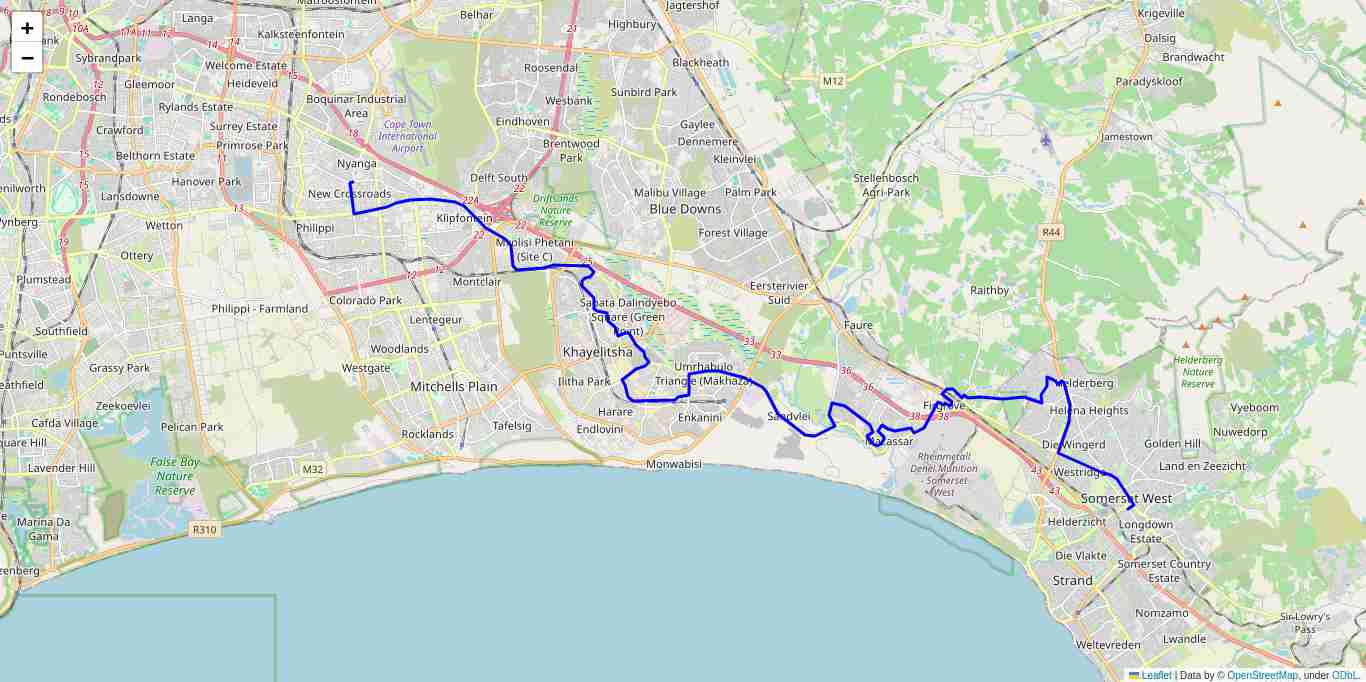 +
−
Langa
Kalksteenfontein
Matroosfontein
Belhar
Highbury
Jagtershof
Krigeville
Dalsig
Brandwacht
Sybrandpark
Welcome Estate
Heideveld
Roosendal
Blackheath
M12
Paradyskloof
Rondebosch
Gleemoor
Rylands Estate
Boquinar Industrial
Area
Wesbank
Sunbird Park
Crawford
Surrey Estate
Primrose Park
Cape Town
International
Airport
Eindhoven
Gaylee
Dennemere
Jamestown
Belthorn Estate
Nyanga
Brentwood
Park
Kleinvlei
Hanover Park
Lansdowne
New Crossroads
Delft South
Driftsands
Nature
Reserve
Malibu Village
Palm Park
Blue Downs
Stellenbosch
Agri-Park
Wetton
Philippi
Klipfontein
Forest Village
R44
Ottery
Mxolisi Phetani
(Site C)
Plumstead
Montclair
Eersterivier
Suid
Raithby
Philippi - Farmland
Colorado Park
Sabata Dalindyebo
Square (Green
Point)
Southfield
Lentegeur
Faure
Woodlands
Khayelitsha
Grassy Park
Westgate
Mitchells Plain
Ilitha Park
Umrhabulo
Triangle (Makhaza)
Helderberg
Nature
Reserve
Helderberg
Zeekoevlei
Harare
Enkanini
Sandvlei
Firgrove
Helena Heights
Vyeboom
Cafda Village
Pelican Park
Rocklands
Tafelsig
Endlovini
Macassar
Die Wingerd
Golden Hill
Nuwedorp
Lavender Hill
False Bay
Nature
Reserve
M32
Monwabisi
Rheinmetall
Denel Munition
- Somerset
West
Westridge
Land en Zeezicht
Somerset West
Marina Da
Gama
R310
Helderzicht
Longdown
Estate
Die Vlakte
Somerset Country
Estate
Strand
Nomzamo
Sir Lowry's
Pass
Weltevreden
Lwandle
Leaflet | Data by © OpenStreetMap, under ODbL.